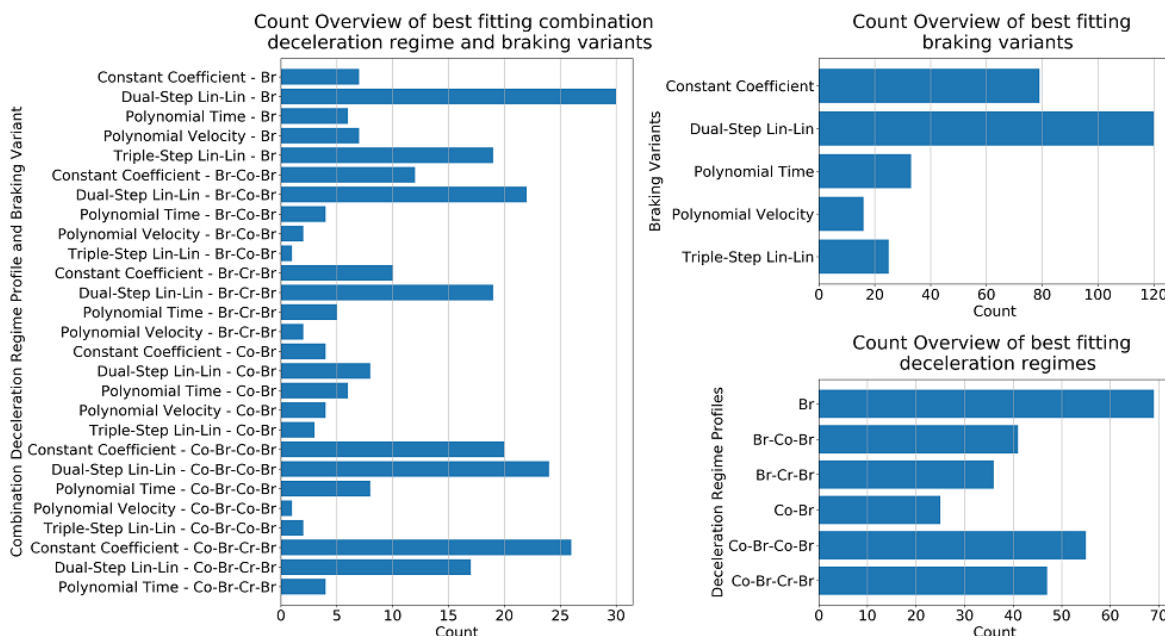 Count Overview of best fitting combination
deceleration regime and braking variants
Combination Deceleration Regime Profile and Braking Variant
Constant Coefficient - Br
Dual-Step Lin-Lin - Br
Polynomial Time - Br
Polynomial Velocity - Br
Triple-Step Lin-Lin - Br
Constant Coefficient - Br-Co-Br
Dual-Step Lin-Lin - Br-Co-Br
Polynomial Time - Br-Co-Br
Polynomial Velocity - Br-Co-Br
Triple-Step Lin-Lin - Br-Co-Br
Constant Coefficient - Br-Cr-Br
Dual-Step Lin-Lin - Br-Cr-Br
Polynomial Time - Br-Cr-Br
Polynomial Velocity - Br-Cr-Br
Constant Coefficient - Co-Br
Dual-Step Lin-Lin - Co-Br
Polynomial Time - Co-Br
Polynomial Velocity - Co-Br
Triple-Step Lin-Lin - Co-Br
Constant Coefficient - Co-Br-Co-Br
Dual-Step Lin-Lin - Co-Br-Co-Br
Polynomial Time - Co-Br-Co-Br
Polynomial Velocity - Co-Br-Co-Br
Triple-Step Lin-Lin - Co-Br-Co-Br
Constant Coefficient - Co-Br-Cr-Br
Dual-Step Lin-Lin - Co-Br-Cr-Br
Polynomial Time - Co-Br-Cr-Br
0 5 10 15 20 25 30
Count
Count Overview of best fitting
braking variants
Braking Variants
Constant Coefficient
Dual-Step Lin-Lin
Polynomial Time
Polynomial Velocity
Triple-Step Lin-Lin
0 20 40 60 80 100 120
Count
Count Overview of best fitting
deceleration regimes
Deceleration Regime Profiles
Br
Br-Co-Br
Br-Cr-Br
Co-Br
Co-Br-Co-Br
Co-Br-Cr-Br
0 10 20 30 40 50 60 70
Count